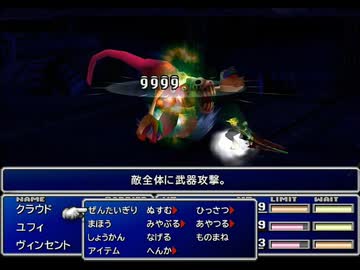 9999
敵全体に武器攻撃。
NAME LIMIT WAIT
クラウド 9
ユフィ 9
ヴィンセント 3
ぜんたいぎり ぬすむ ひっさつ
まほう みやぶる あやつる
しょうかん なげる ものまね
アイテム へんか